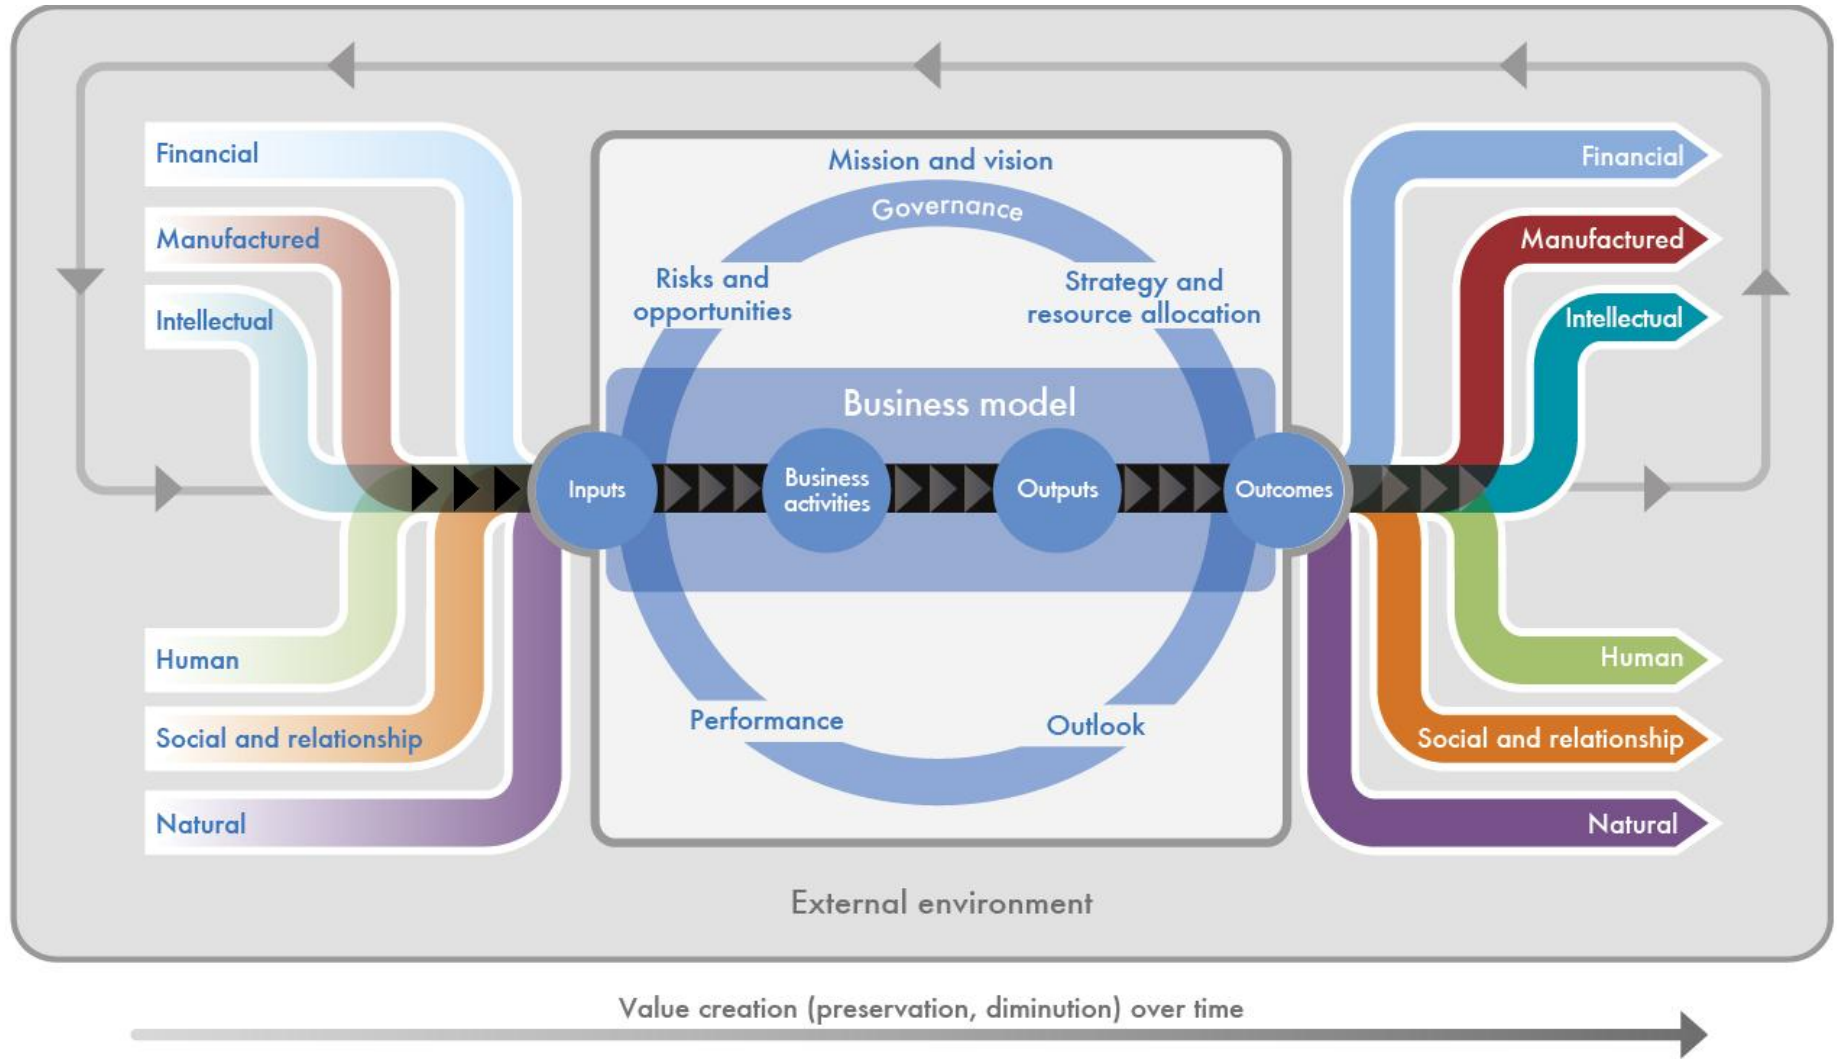 Financial
Manufactured
Intellectual
Human
Social and relationship
Natural
Mission and vision
Governance
Risks and
opportunities
Strategy and
resource allocation
Business model
Inputs
Business
activities
Outputs
Outcomes
Performance
Outlook
Financial
Manufactured
Intellectual
Human
Social and relationship
Natural
External environment
Value creation (preservation, diminution) over time